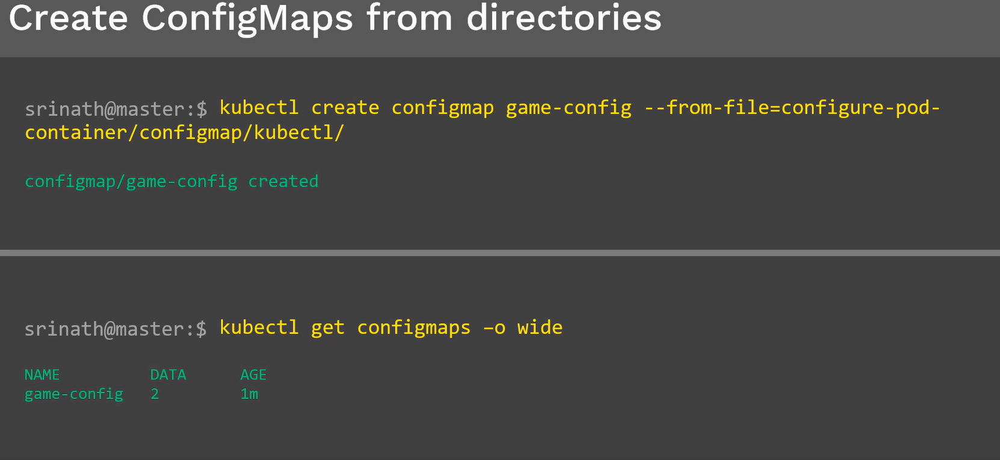 Create ConfigMaps from directories
srinath@master:$ kubectl create configmap game-config --from-file=configure-pod-
container/configmap/kubectl/
configmap/game-config created
srinath@master:$ kubectl get configmaps –o wide
NAME DATA AGE
game-config 2 1m